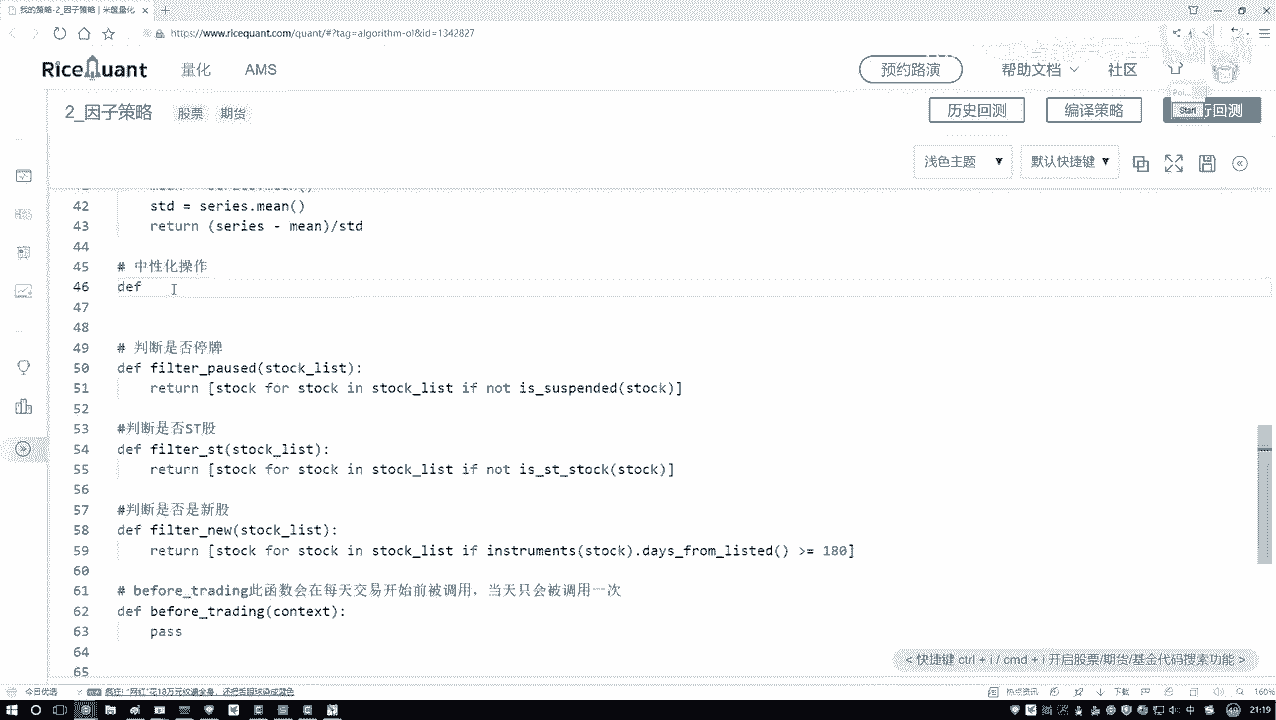 我的策略-2_因子策略 | 米筐量化
https://www.ricequant.com/quant/#?tag=algorithm-ol&id=1342827
RiceQuant 量化 AMS 预约路演 帮助文档 社区
2_因子策略 股票 期货 历史回测 编译策略 行回测
Start
浅色主题 默认快捷键
42 std = series.mean()
43 return (series - mean)/std
44
45 # 中性化操作
46 def
47
48
49 # 判断是否停牌
50 def filter_paused(stock_list):
51 return [stock for stock in stock_list if not is_suspended(stock)]
52
53 #判断是否ST股
54 def filter_st(stock_list):
55 return [stock for stock in stock_list if not is_st_stock(stock)]
56
57 #判断是否是新股
58 def filter_new(stock_list):
59 return [stock for stock in stock_list if instruments(stock).days_from_listed() >= 180]
60
61 # before_trading此函数会在每天交易开始前被调用，当天只会被调用一次
62 def before_trading(context):
63 pass
64
65
< 快捷键 ctrl + i / cmd + i 开启股票/期货/基金代码搜索功能 >
今日优选
热点资讯 下载 160%
中 21:19